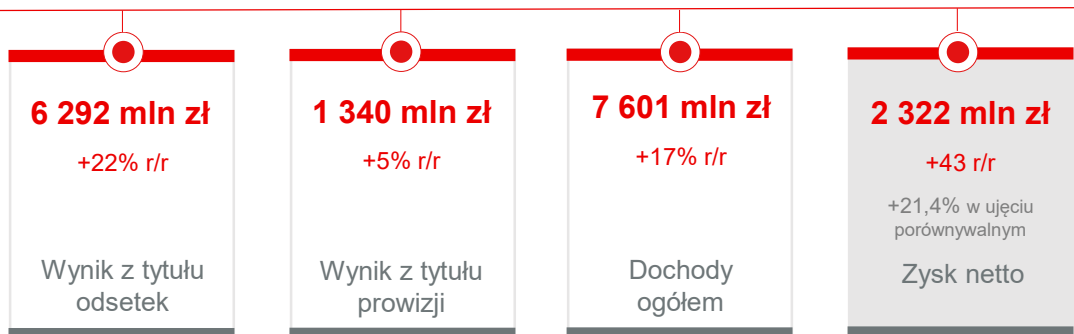 6 292 mln zł
+22% r/r
Wynik z tytułu
odsetek
1 340 mln zł
+5% r/r
Wynik z tytułu
prowizji
7 601 mln zł
+17% r/r
Dochody
ogółem
2 322 mln zł
+43 r/r
+21,4% w ujęciu
porównywalnym
Zysk netto